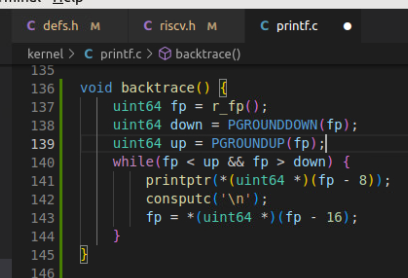 Help
C defs.h M C riscv.h M C printf.c ●
kernel > C printf.c > backtrace()
135
136 void backtrace() {
137 uint64 fp = r_fp();
138 uint64 down = PGROUNDDOWN(fp);
139 uint64 up = PGROUNDUP(fp);
140 while(fp < up && fp > down) {
141 printptr(*(uint64 *)(fp - 8));
142 consputc('\n');
143 fp = *(uint64 *)(fp - 16);
144 }
145 }
146